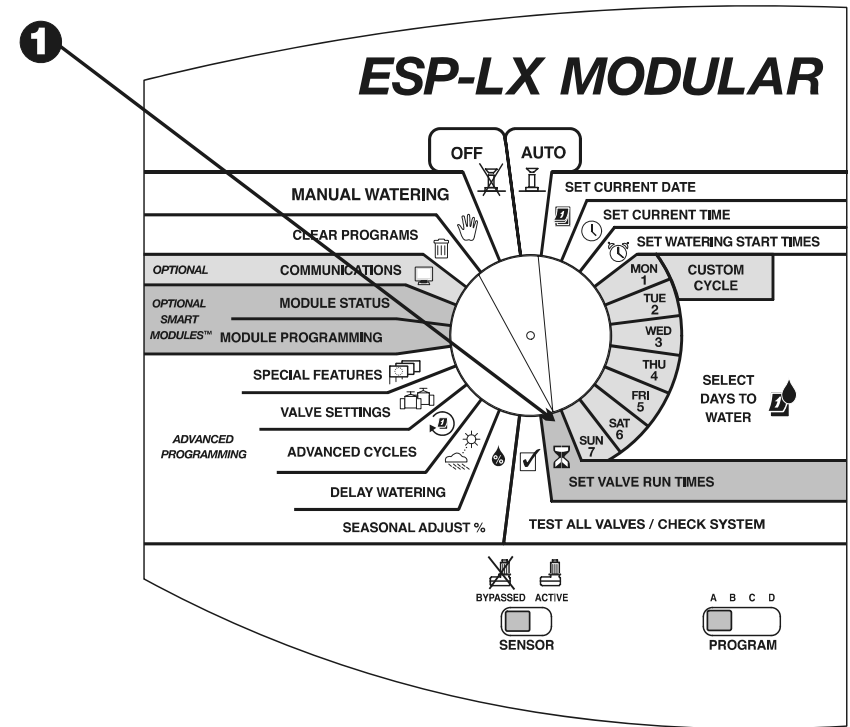 1
ESP-LX MODULAR
OFF
AUTO
MANUAL WATERING
CLEAR PROGRAMS
OPTIONAL
COMMUNICATIONS
OPTIONAL
SMART
MODULES™
MODULE STATUS
MODULE PROGRAMMING
SPECIAL FEATURES
VALVE SETTINGS
ADVANCED
PROGRAMMING
ADVANCED CYCLES
DELAY WATERING
SEASONAL ADJUST %
SET CURRENT DATE
1
SET CURRENT TIME
SET WATERING START TIMES
MON
1
CUSTOM
CYCLE
TUE
2
WED
3
THU
4
FRI
5
SAT
6
SUN
7
SELECT
DAYS TO
WATER
1
SET VALVE RUN TIMES
TEST ALL VALVES / CHECK SYSTEM
%
BYPASSED
ACTIVE
SENSOR
A B C D
PROGRAM